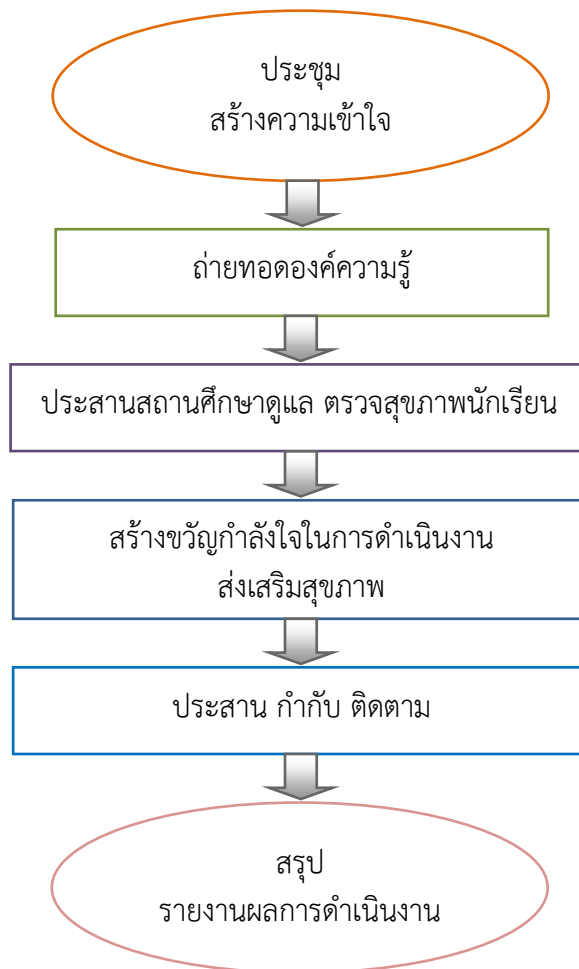 ประชุม
สร้างความเข้าใจ
ถ่ายทอดองค์ความรู้
ประสานสถานศึกษาดูแล ตรวจสุขภาพนักเรียน
สร้างขวัญกำลังใจในการดำเนินงาน
ส่งเสริมสุขภาพ
ประสาน กำกับ ติดตาม
สรุป
รายงานผลการดำเนินงาน